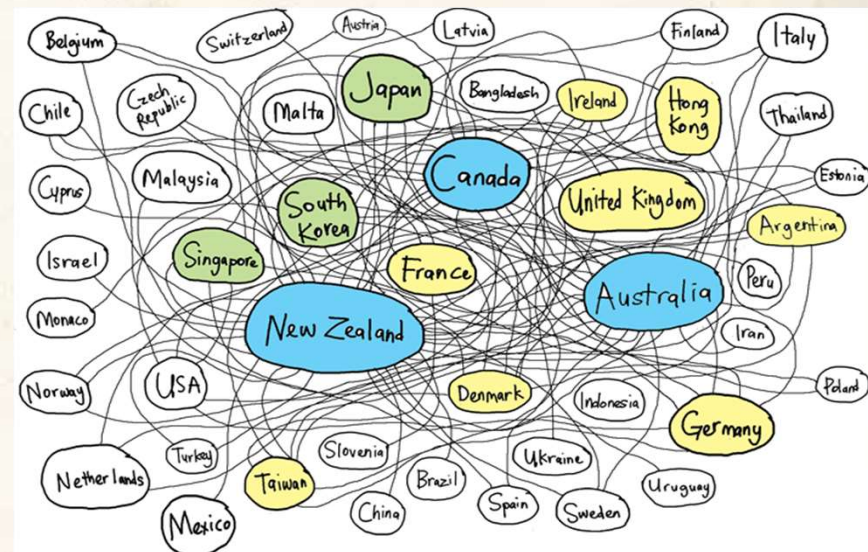 Belgium
Switzerland
Austria
Latvia
Finland
Italy
Japan
Bangladesh
Ireland
Hong
Kong
Chile
Czech
Republic
Malta
Thailand
Canada
Cyprus
Malaysia
South
Korea
United Kingdom
Estonia
Argentina
Israel
Singapore
France
Australia
Peru
Monaco
New Zealand
Iran
Norway
USA
Denmark
Indonesia
Poland
Germany
Netherlands
Turkey
Taiwan
Slovenia
Brazil
Ukraine
Uruguay
Mexico
China
Spain
Sweden